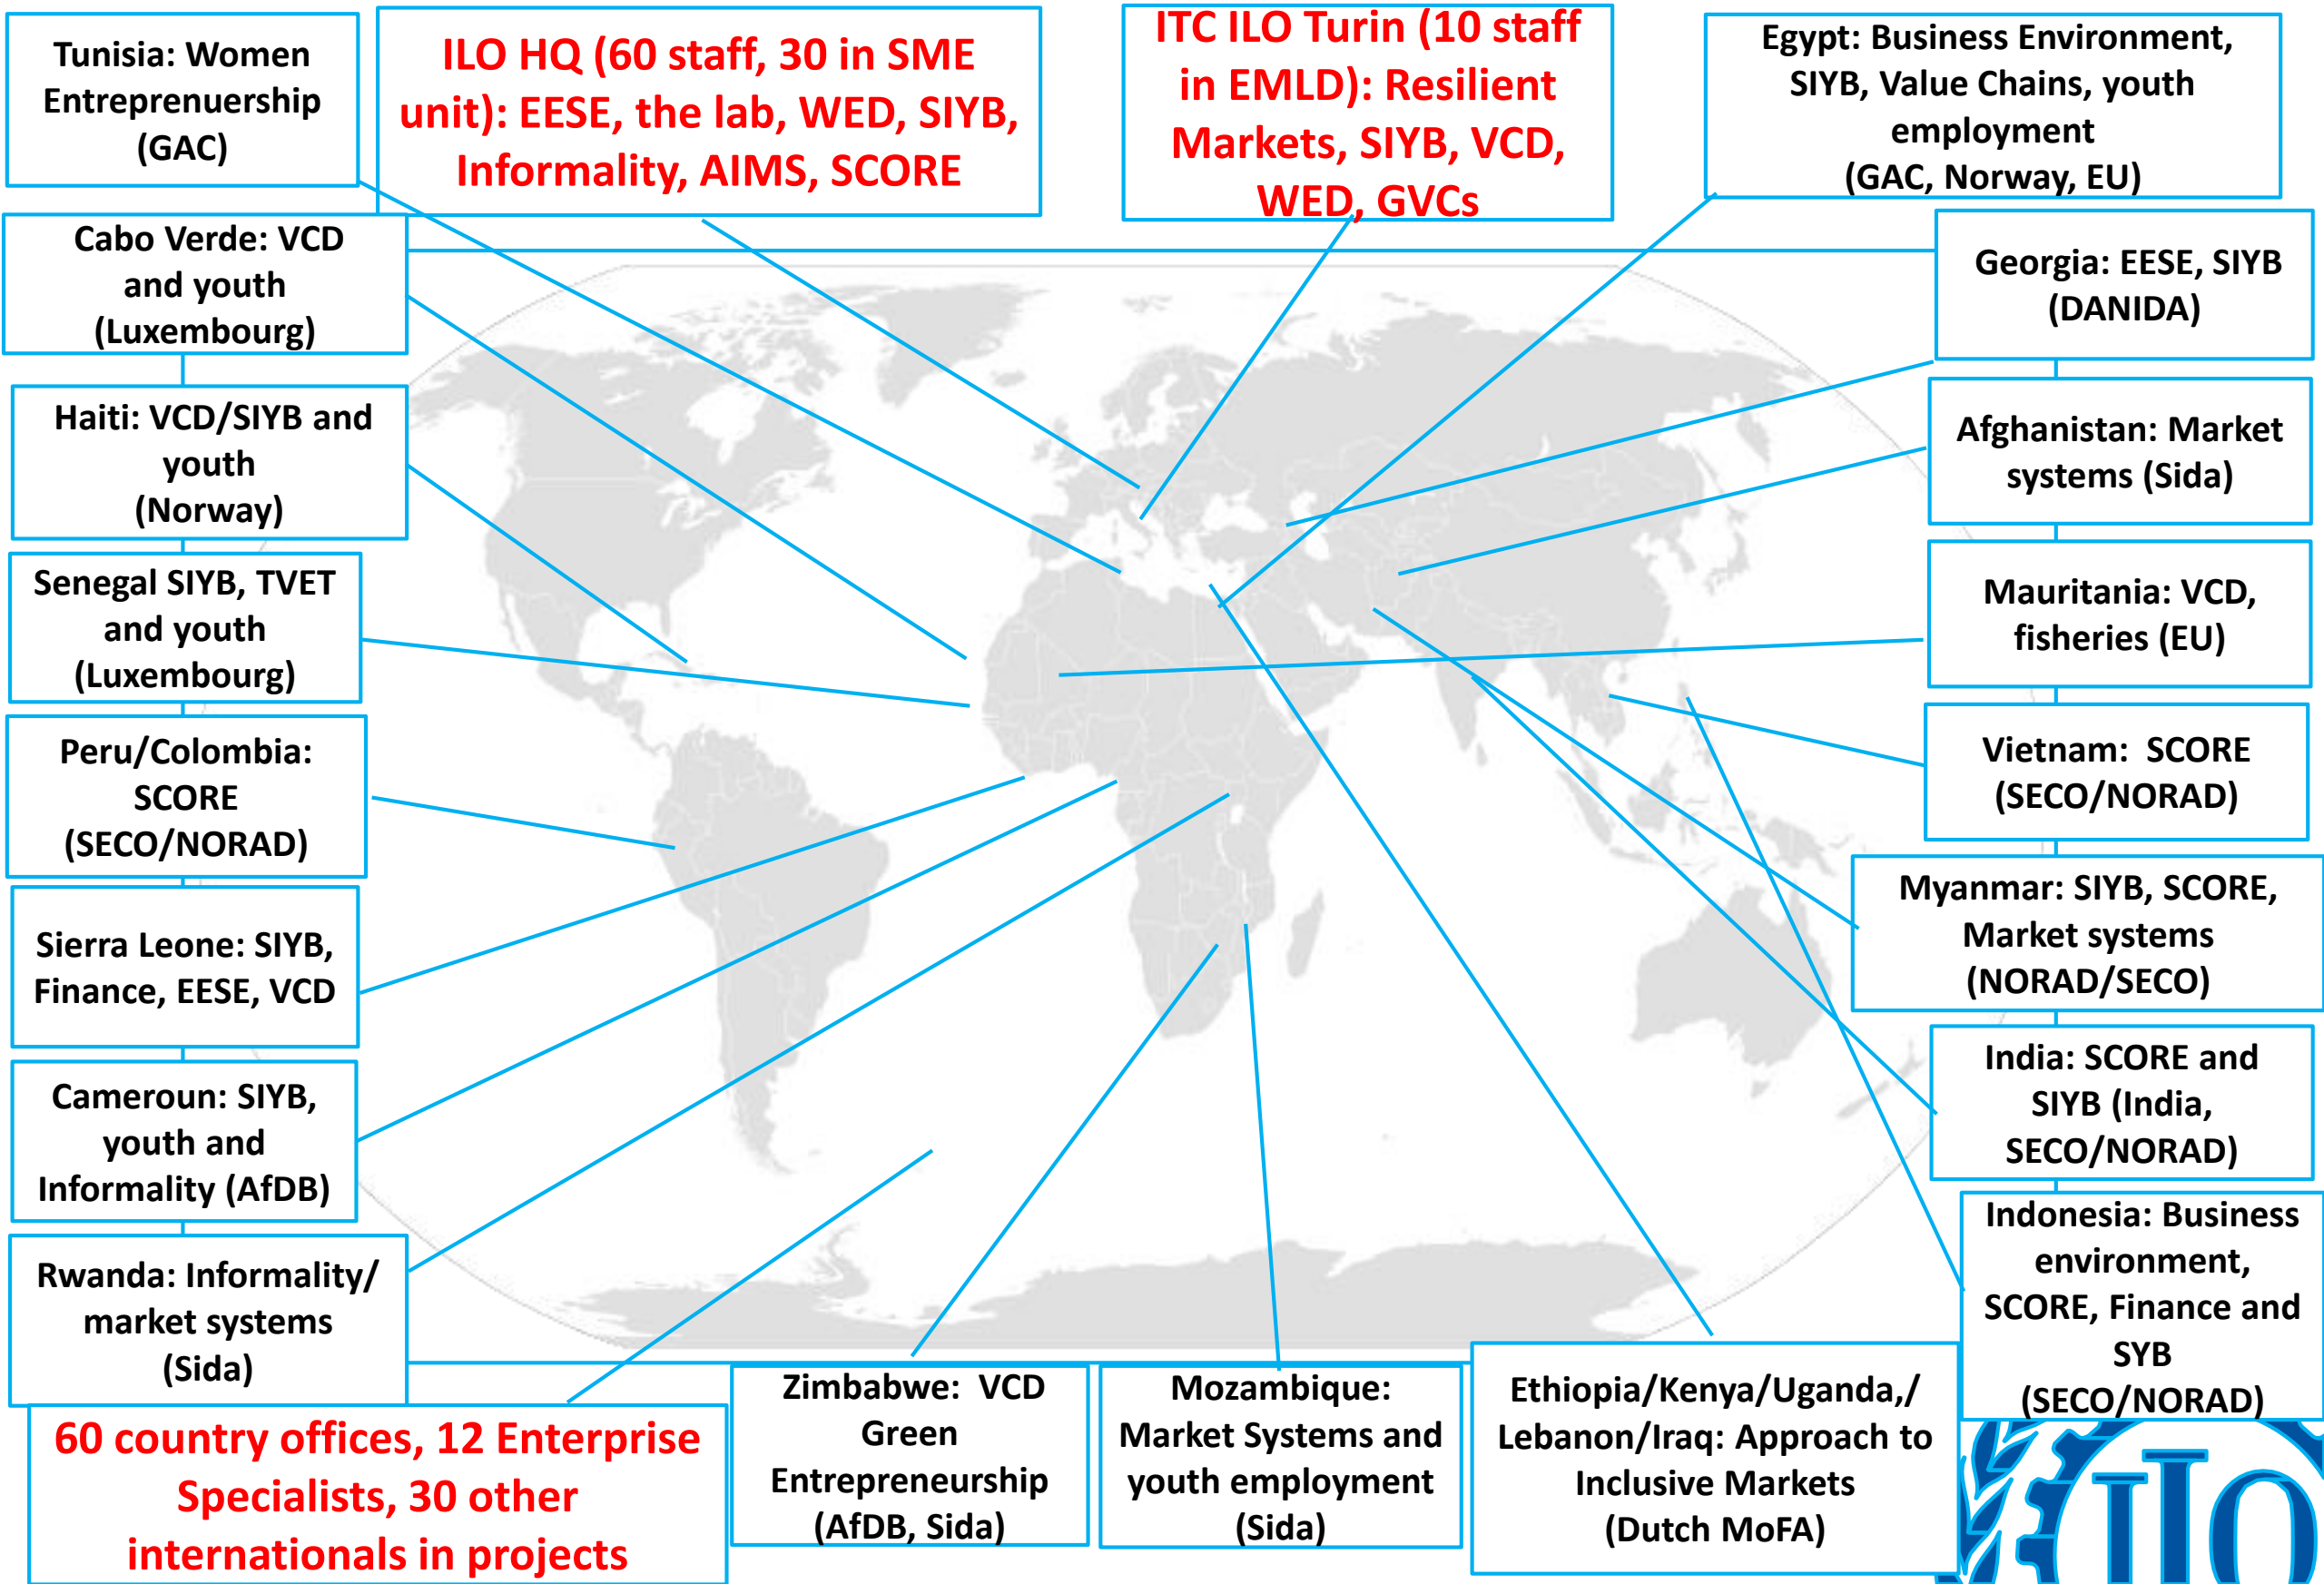 Tunisia: Women
Entreprenuership
(GAC)
ILO HQ (60 staff, 30 in SME
unit): EESE, the lab, WED, SIYB,
Informality, AIMS, SCORE
ITC ILO Turin (10 staff
in EMLD): Resilient
Markets, SIYB, VCD,
WED, GVCs
Egypt: Business Environment,
SIYB, Value Chains, youth
employment
(GAC, Norway, EU)
Cabo Verde: VCD
and youth
(Luxembourg)
Georgia: EESE, SIYB
(DANIDA)
Haiti: VCD/SIYB and
youth
(Norway)
Afghanistan: Market
systems (Sida)
Senegal SIYB, TVET
and youth
(Luxembourg)
Mauritania: VCD,
fisheries (EU)
Peru/Colombia:
SCORE
(SECO/NORAD)
Vietnam: SCORE
(SECO/NORAD)
Sierra Leone: SIYB,
Finance, EESE, VCD
Myanmar: SIYB, SCORE,
Market systems
(NORAD/SECO)
Cameroun: SIYB,
youth and
Informality (AfDB)
India: SCORE and
SIYB (India,
SECO/NORAD)
Rwanda: Informality/
market systems
(Sida)
Indonesia: Business
environment,
SCORE, Finance and
SYB
(SECO/NORAD)
60 country offices, 12 Enterprise
Specialists, 30 other
internationals in projects
Zimbabwe: VCD
Green
Entrepreneurship
(AfDB, Sida)
Mozambique:
Market Systems and
youth employment
(Sida)
Ethiopia/Kenya/Uganda,/
Lebanon/Iraq: Approach to
Inclusive Markets
(Dutch MoFA)
ILO